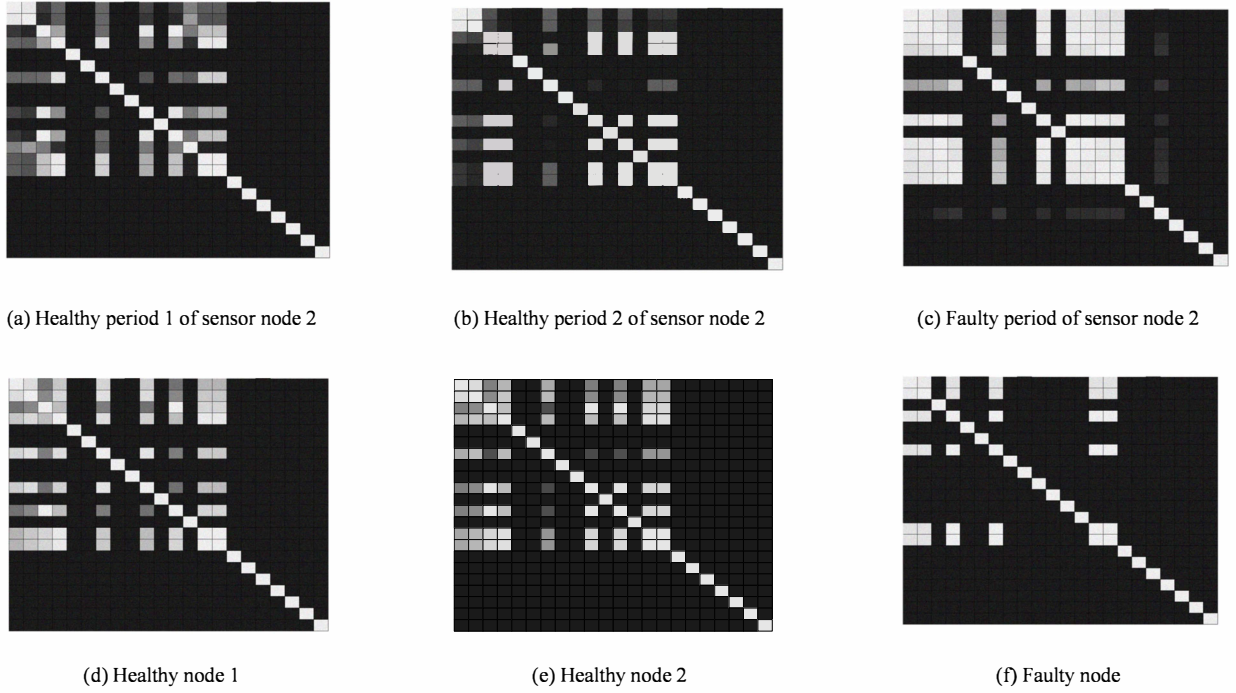 (a) Healthy period 1 of sensor node 2
(b) Healthy period 2 of sensor node 2
(c) Faulty period of sensor node 2
(d) Healthy node 1
(e) Healthy node 2
(f) Faulty node